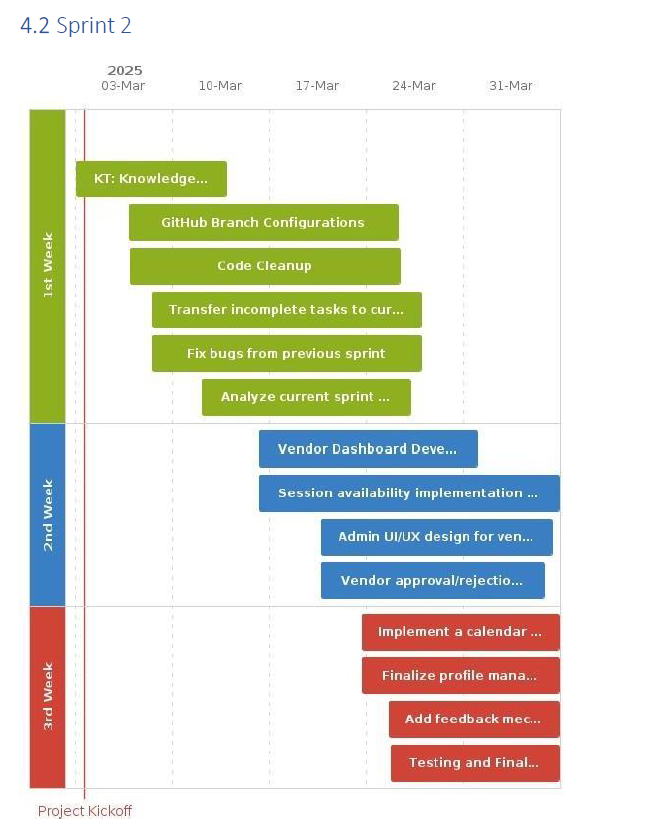 4.2 Sprint 2
2025
03-Mar 10-Mar 17-Mar 24-Mar 31-Mar
1st Week
KT: Knowledge...
GitHub Branch Configurations
Code Cleanup
Transfer incomplete tasks to cur...
Fix bugs from previous sprint
Analyze current sprint ...
2nd Week
Vendor Dashboard Deve...
Session availability implementation ...
Admin UI/UX design for ven...
Vendor approval/rejectio...
3rd Week
Implement a calendar ...
Finalize profile mana...
Add feedback mec...
Testing and Final...
Project Kickoff